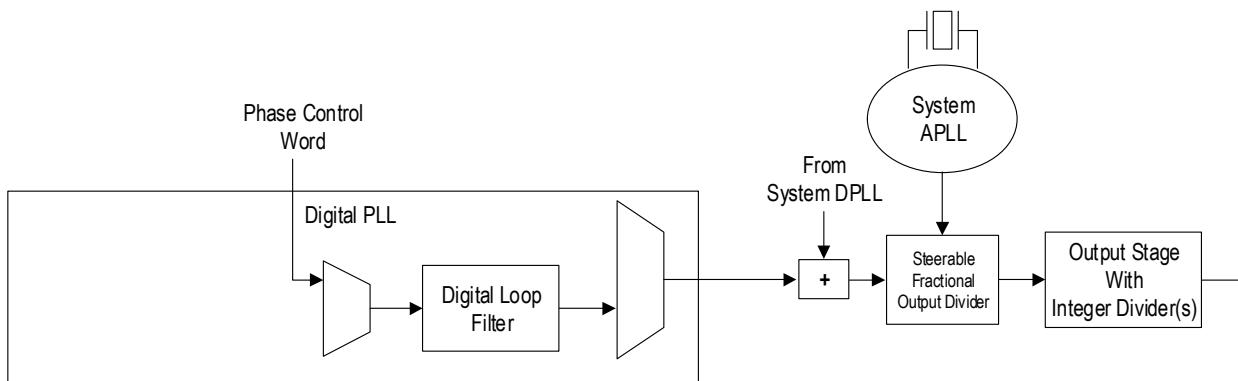 System
APLL
Phase Control
Word
From
System DPLL
Digital PLL
Digital Loop
Filter
+
Steerable
Fractional
Output Divider
Output Stage
With
Integer Divider(s)